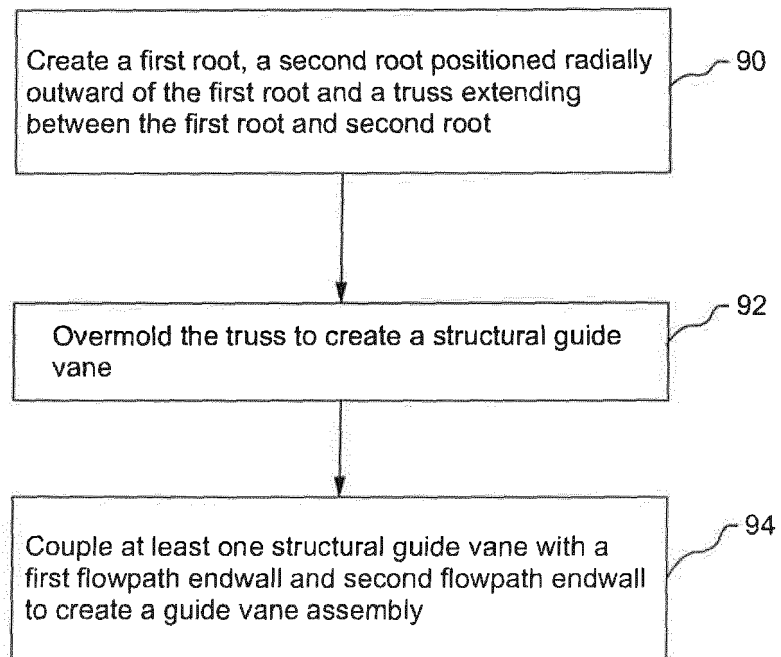 Create a first root, a second root positioned radially
outward of the first root and a truss extending
between the first root and second root
90
Overmold the truss to create a structural guide
vane
92
Couple at least one structural guide vane with a
first flowpath endwall and second flowpath endwall
to create a guide vane assembly
94